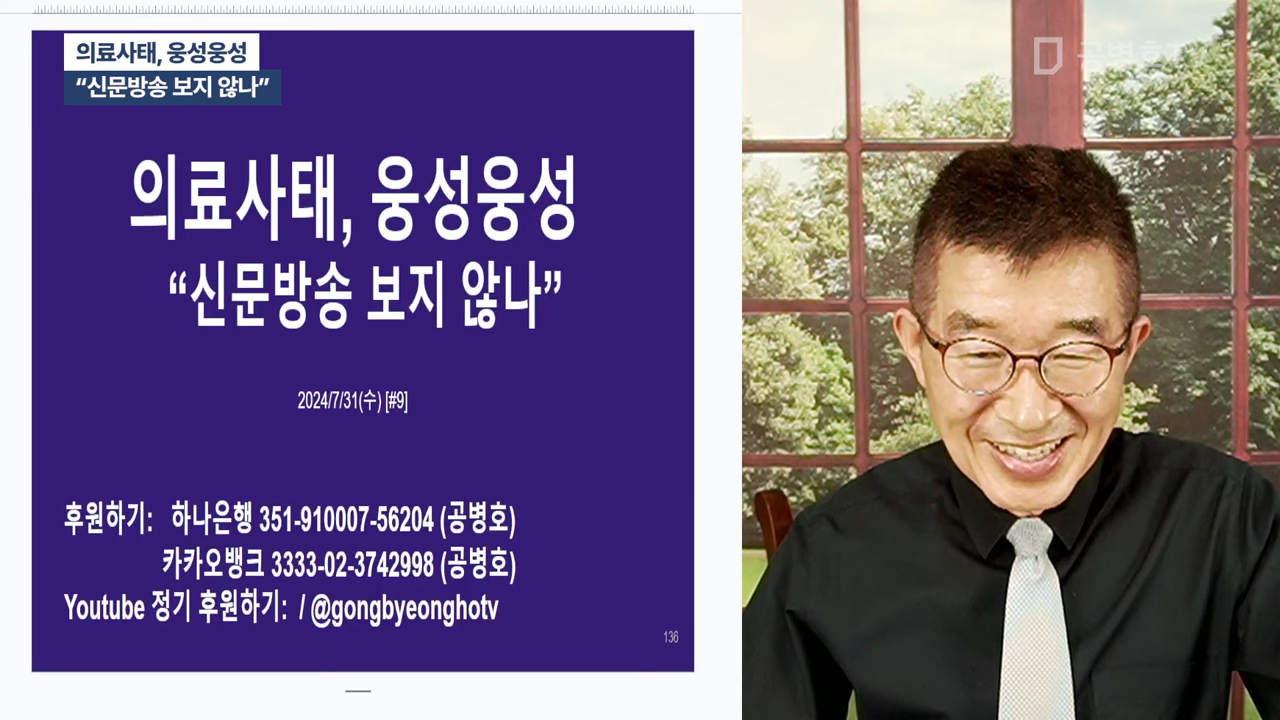 의료사태, 웅성웅성
“신문방송 보지 않나”
공병호
의료사태, 웅성웅성
“신문방송 보지 않나”
2024/7/31(수) [#9]
후원하기: 하나은행 351-910007-56204 (공병호)
카카오뱅크 3333-02-3742998 (공병호)
Youtube 정기 후원하기: / @gongbyeonghotv
136